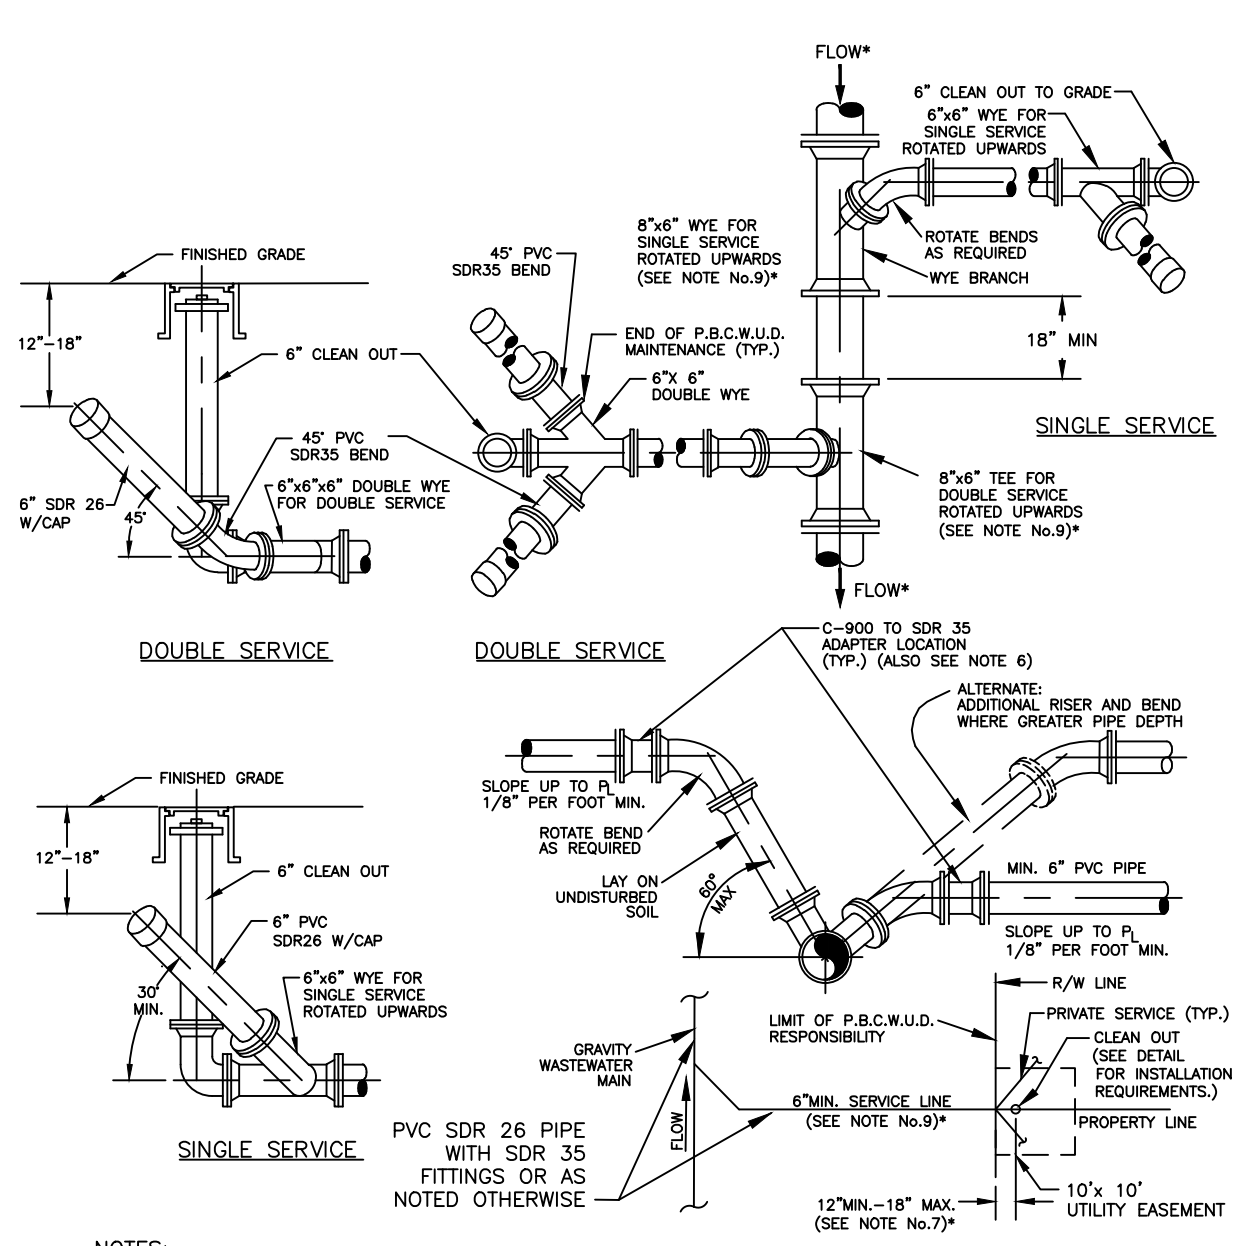 FLOW*
6" CLEAN OUT TO GRADE
6"x6" WYE FOR
SINGLE SERVICE
ROTATED UPWARDS
8"x6" WYE FOR
SINGLE SERVICE
ROTATED UPWARDS
(SEE NOTE No.9)*
ROTATE BENDS
AS REQUIRED
WYE BRANCH
18" MIN
SINGLE SERVICE
FINISHED GRADE
12"-18"
6" CLEAN OUT
45° PVC
SDR35 BEND
END OF P.B.C.W.U.D.
MAINTENANCE (TYP.)
6"X 6"
DOUBLE WYE
45° PVC
SDR35 BEND
6"x6"x6" DOUBLE WYE
FOR DOUBLE SERVICE
6" SDR 26
W/CAP
45°
8"x6" TEE FOR
DOUBLE SERVICE
ROTATED UPWARDS
(SEE NOTE No.9)*
FLOW*
DOUBLE SERVICE
DOUBLE SERVICE
C-900 TO SDR 35
ADAPTER LOCATION
(TYP.) (ALSO SEE NOTE 6)
ALTERNATE:
ADDITIONAL RISER AND BEND
WHERE GREATER PIPE DEPTH
SLOPE UP TO PL
1/8" PER FOOT MIN.
ROTATE BEND
AS REQUIRED
LAY ON
UNDISTURBED
SOIL
60°
MAX
MIN. 6" PVC PIPE
SLOPE UP TO PL
1/8" PER FOOT MIN.
FINISHED GRADE
12"-18"
6" CLEAN OUT
6" PVC
SDR26 W/CAP
6"x6" WYE FOR
SINGLE SERVICE
ROTATED UPWARDS
30°
MIN.
SINGLE SERVICE
R/W LINE
PRIVATE SERVICE (TYP.)
LIMIT OF P.B.C.W.U.D.
RESPONSIBILITY
CLEAN OUT
(SEE DETAIL
FOR INSTALLATION
REQUIREMENTS.)
GRAVITY
WASTEWATER
MAIN
FLOW
6"MIN. SERVICE LINE
(SEE NOTE No.9)*
PROPERTY LINE
PVC SDR 26 PIPE
WITH SDR 35
FITTINGS OR AS
NOTED OTHERWISE
12"MIN.-18" MAX.
(SEE NOTE No.7)*
10'x 10'
UTILITY EASEMENT
NOTES: